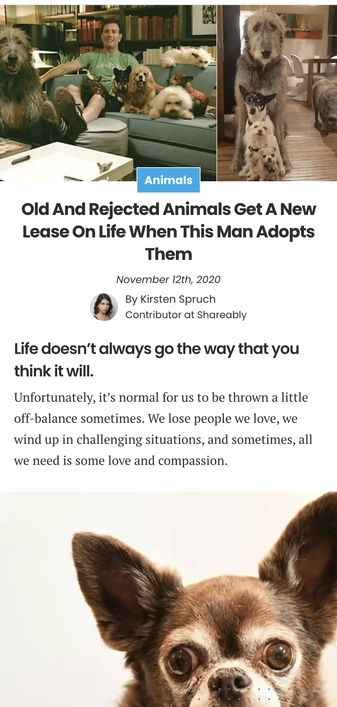 Animals
Old And Rejected Animals Get A New
Lease On Life When This Man Adopts
Them
November 12th, 2020
By Kirsten Spruch
Contributor at Shareably
Life doesn’t always go the way that you
think it will.
Unfortunately, it’s normal for us to be thrown a little
off-balance sometimes. We lose people we love, we
wind up in challenging situations, and sometimes, all
we need is some love and compassion.